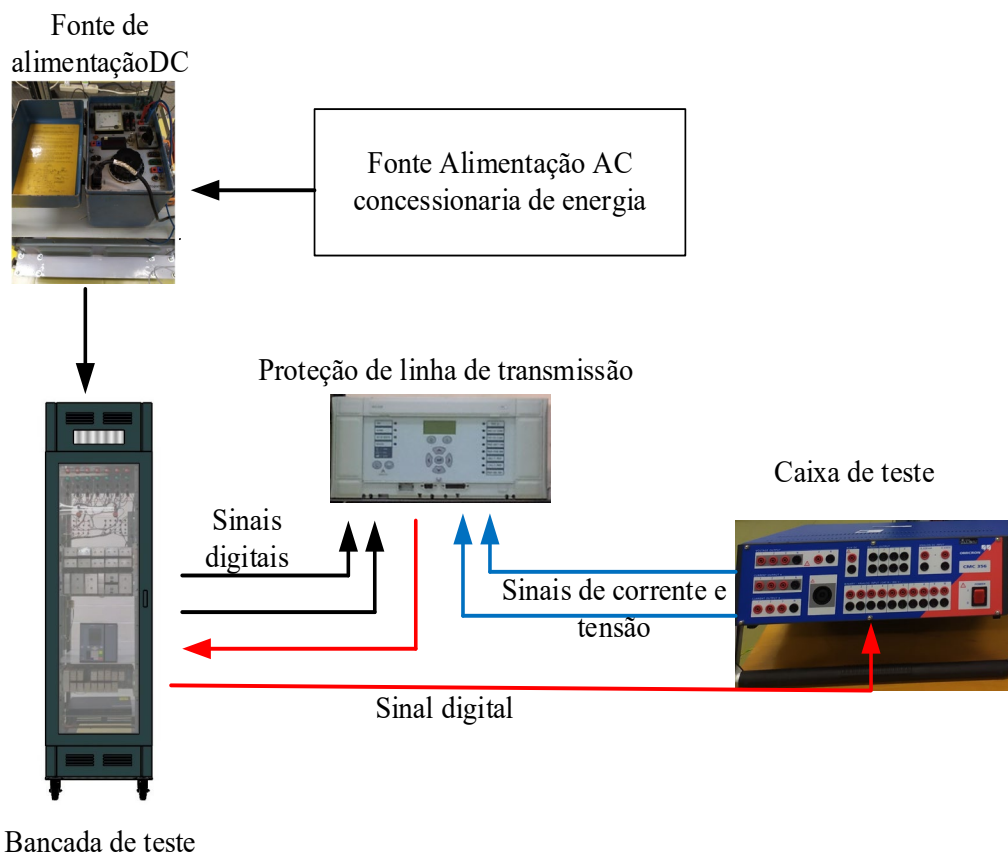 Fonte de
alimentaçãoDC
Fonte Alimentação AC
concessionaria de energia
Proteção de linha de transmissão
Caixa de teste
Sinais
digitais
Sinais de corrente e
tensão
Sinal digital
Bancada de teste